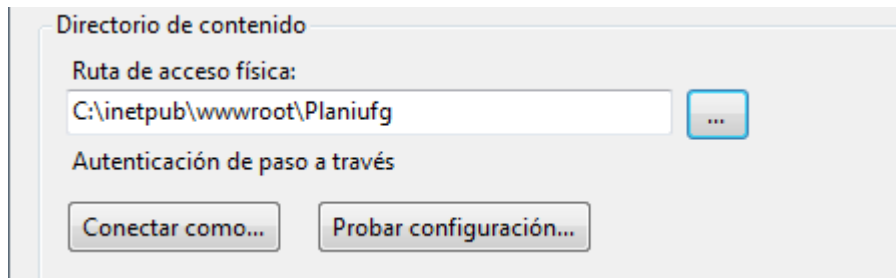 Directorio de contenido
Ruta de acceso física:
C:\inetpub\wwwroot\Planiufg
...
Autenticación de paso a través
Conectar como... Probar configuración...